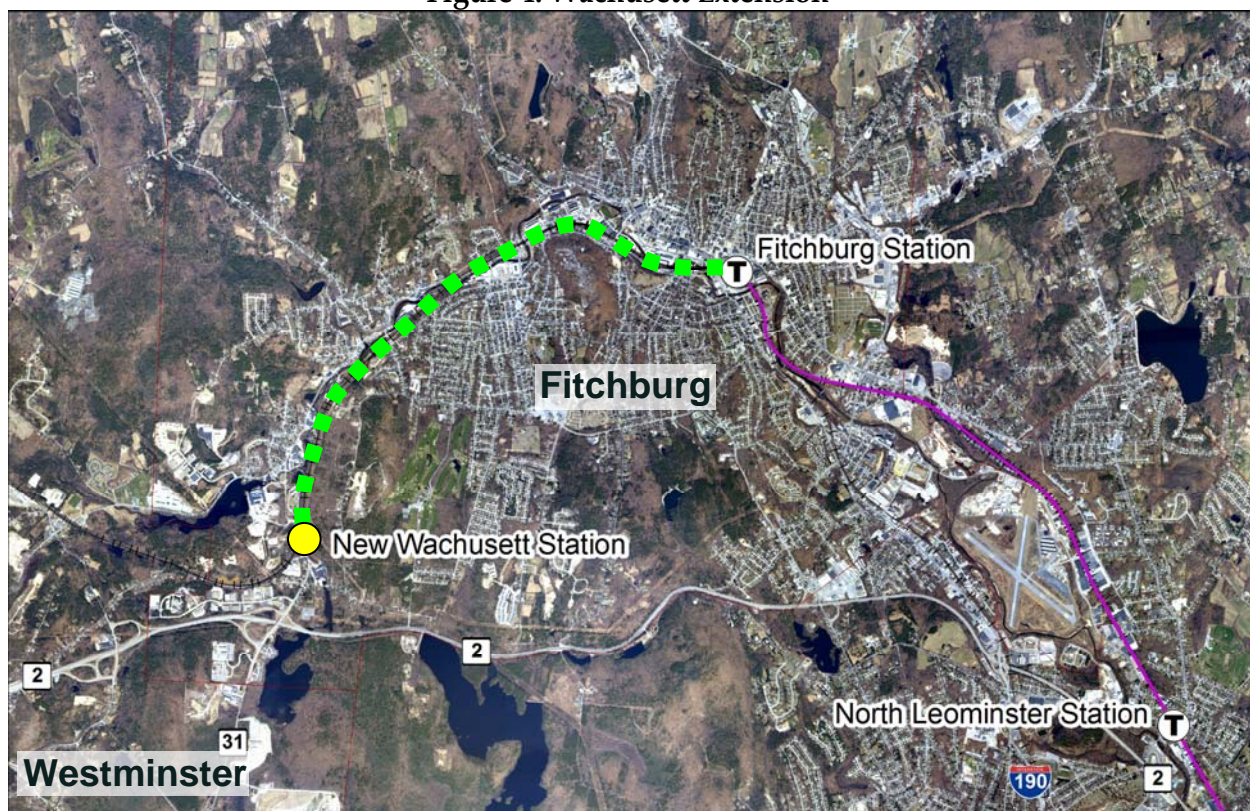 Figure 1: Wachusett Extension
Fitchburg Station
T
Fitchburg
New Wachusett Station
2
2
North Leominster Station
T
31
Westminster
190
2